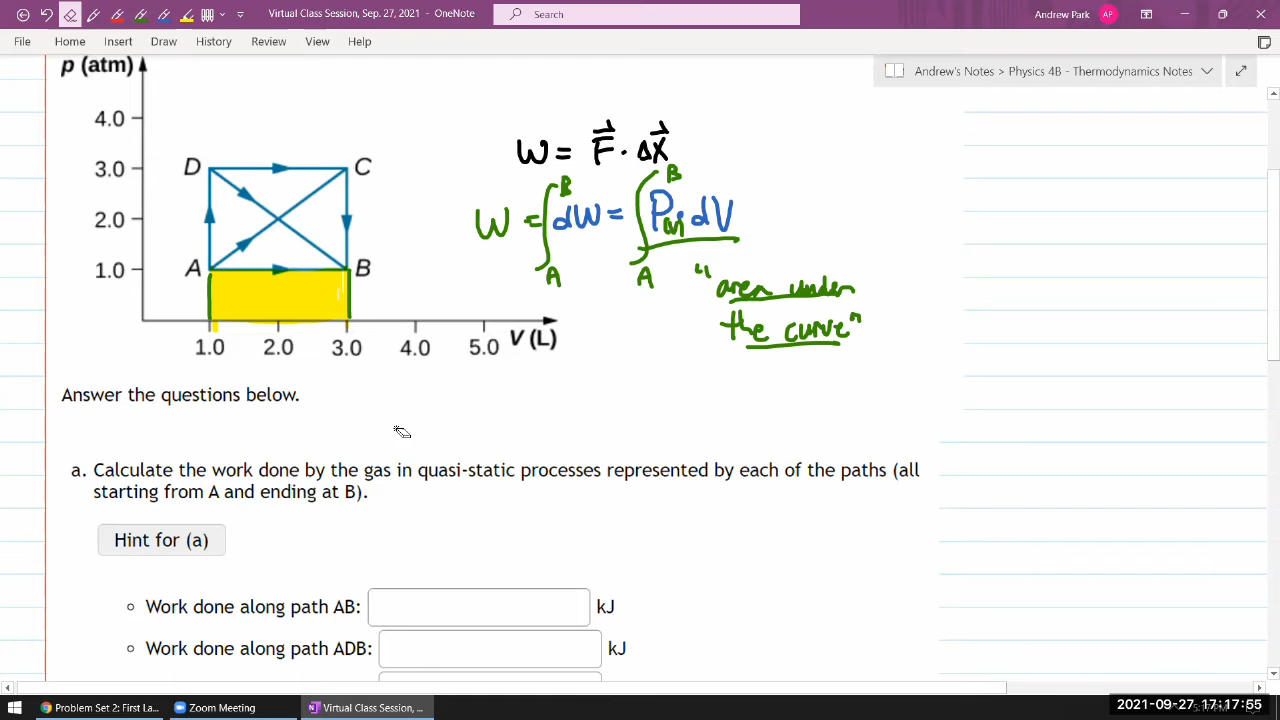 Virtual Class Session, Sep. 27, 2021 - OneNote
Search
Andrew Park
AP
File Home Insert Draw History Review View Help
Andrew's Notes > Physics 4B - Thermodynamics Notes
p (atm)
4.0
3.0
2.0
1.0
D
C
A
B
1.0 2.0 3.0 4.0 5.0
V (L)
W = F · ΔX
W = ∫ dW = ∫ P dV
B
A
B
A
"area under
the curve"
Answer the questions below.
a. Calculate the work done by the gas in quasi-static processes represented by each of the paths (all
starting from A and ending at B).
Hint for (a)
Work done along path AB: kJ
Work done along path ADB: kJ
Problem Set 2: First La...
Zoom Meeting
Virtual Class Session, ...
2021-09-27 17:17:55